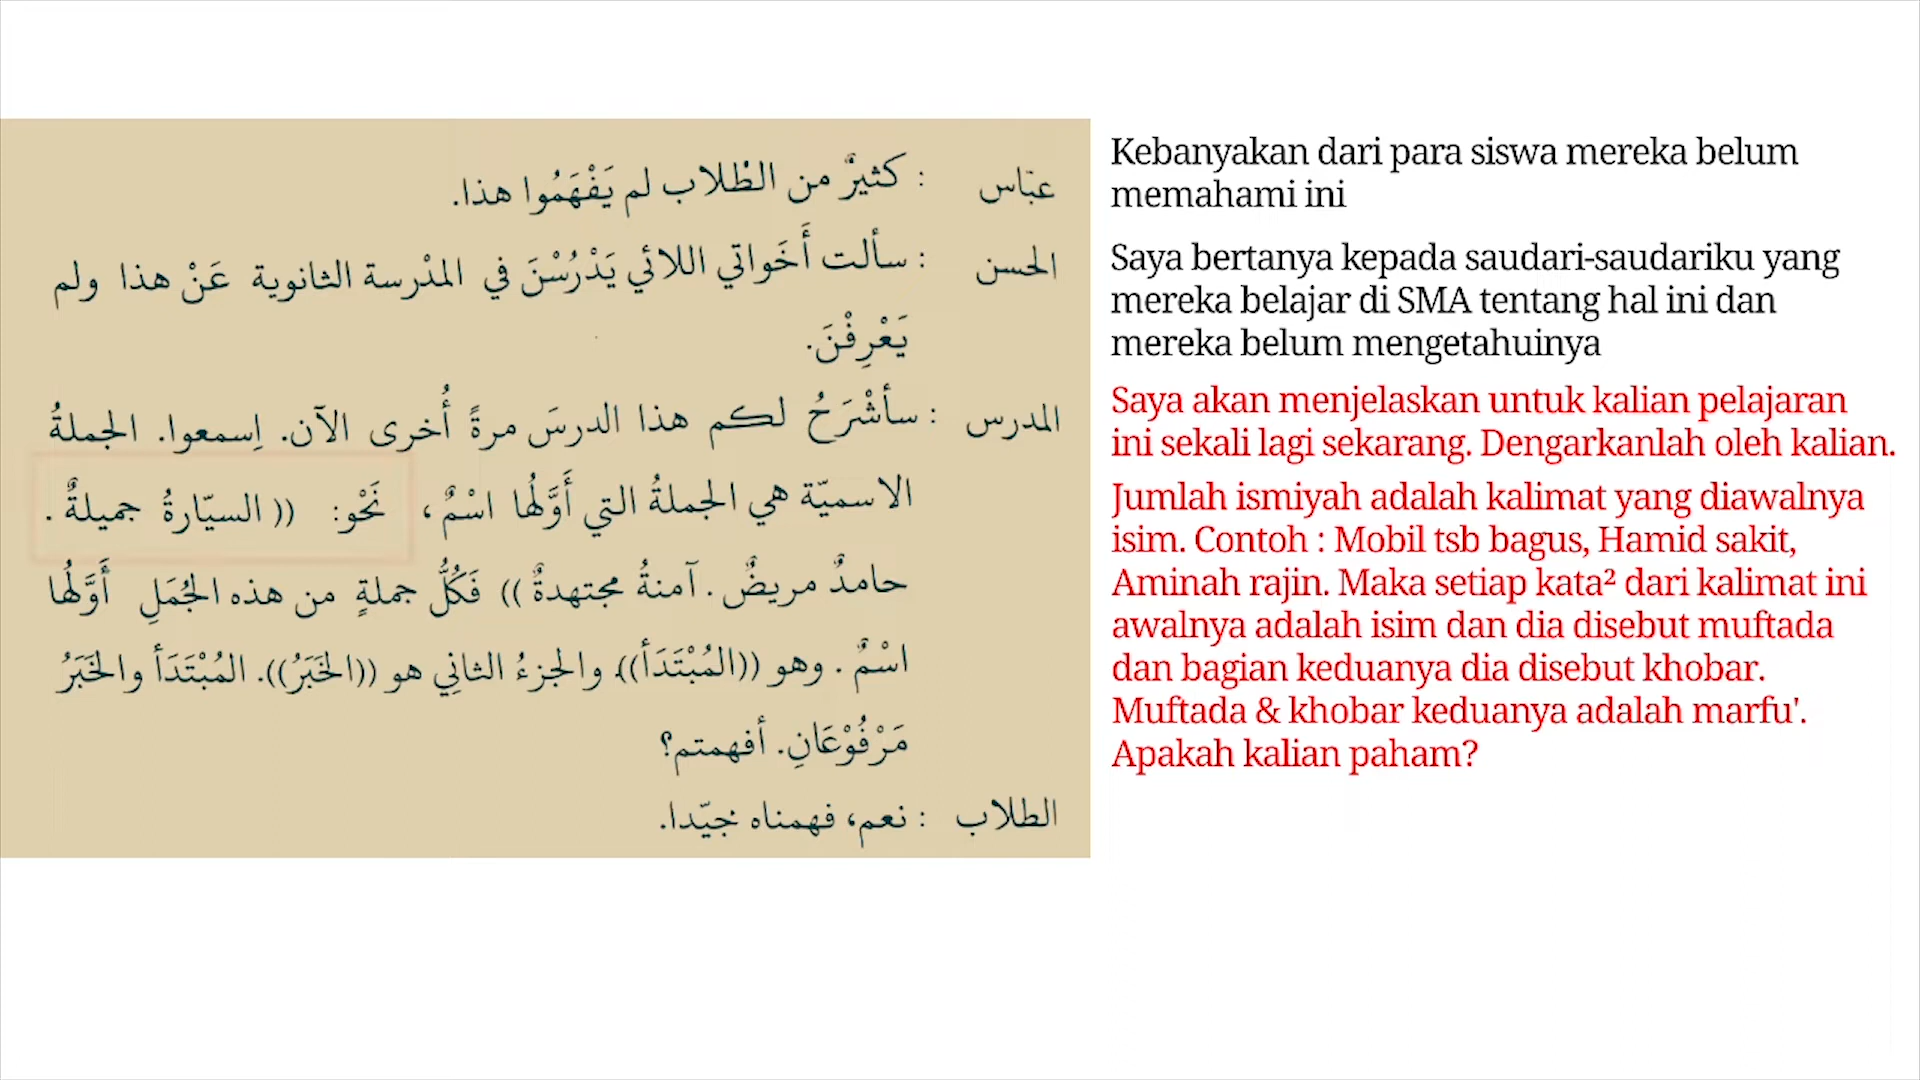 عبّاس : كثيرٌ من الطّلاب لم يَفْهَمُوا هذا.
الحسن : سألت أَخَواتي اللائي يَدْرُسْنَ في المدْرسة الثانوية عَنْ هذا ولم
يَعْرِفْنَ.
المدرس : سأشْرَحُ لكم هذا الدرسَ مرةً أُخرى الآن. اِسمعوا. الجملةُ
الاسميّة هي الجملةُ التي أَوَّلُها اسْمٌ، نَحْو: (( السيّارةُ جميلةٌ .
حامدٌ مريضٌ . آمنةُ مجتهدةٌ )) فَكُلُّ جملةٍ من هذه الجُمَلِ أَوَّلُها
اسْمٌ . وهو ((المُبْتَدَأ)). والجزءُ الثاني هو ((الخَبَرُ)). المُبْتَدَأ والخَبَرُ
مَرْفُوْعَانِ. أفهمتم؟
الطلاب : نعم، فهمناه جيّدا.
Kebanyakan dari para siswa mereka belum
memahami ini
Saya bertanya kepada saudari-saudariku yang
mereka belajar di SMA tentang hal ini dan
mereka belum mengetahuinya
Saya akan menjelaskan untuk kalian pelajaran
ini sekali lagi sekarang. Dengarkanlah oleh kalian.
Jumlah ismiyah adalah kalimat yang diawalnya
isim. Contoh : Mobil tsb bagus, Hamid sakit,
Aminah rajin. Maka setiap kata² dari kalimat ini
awalnya adalah isim dan dia disebut muftada
dan bagian keduanya dia disebut khobar.
Muftada & khobar keduanya adalah marfu'.
Apakah kalian paham?